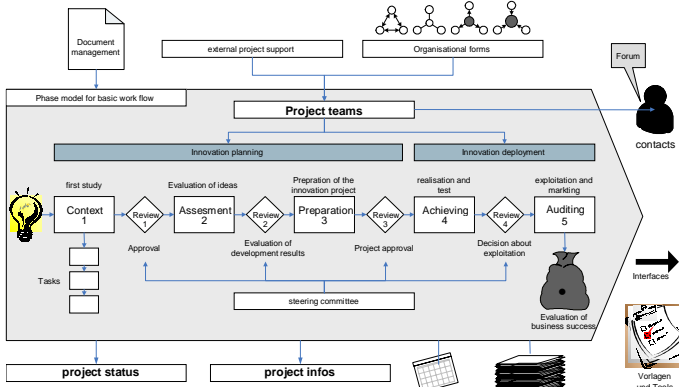 Document
management
external project support
Organisational forms
Forum
Phase model for basic work flow
Project teams
contacts
Innovation planning
Innovation deployment
first study
Evaluation of ideas
Prepration of the
innovation project
realisation and
test
exploitation and
markting
Context
1
Review
1
Assesment
2
Review
2
Preparation
3
Review
3
Achieving
4
Review
4
Auditing
5
Approval
Evaluation of
development results
Project approval
Decision about
exploitation
Tasks
Interfaces
steering committee
Evaluation of
business success
project status
project infos
Vorlagen
und Tools